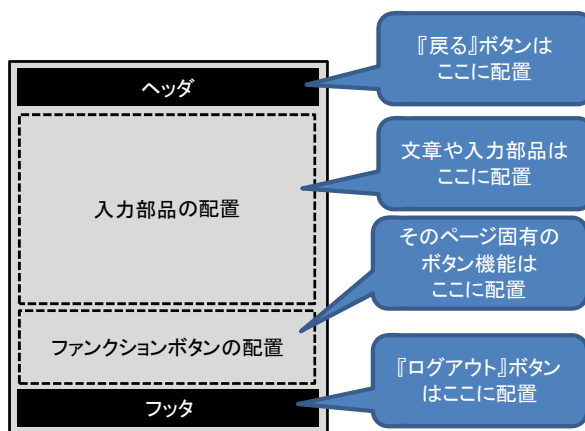 『戻る』ボタンは
ここに配置
ヘッダ
文章や入力部品は
ここに配置
入力部品の配置
そのページ固有の
ボタン機能は
ここに配置
ファンクションボタンの配置
『ログアウト』ボタン
はここに配置
フッタ